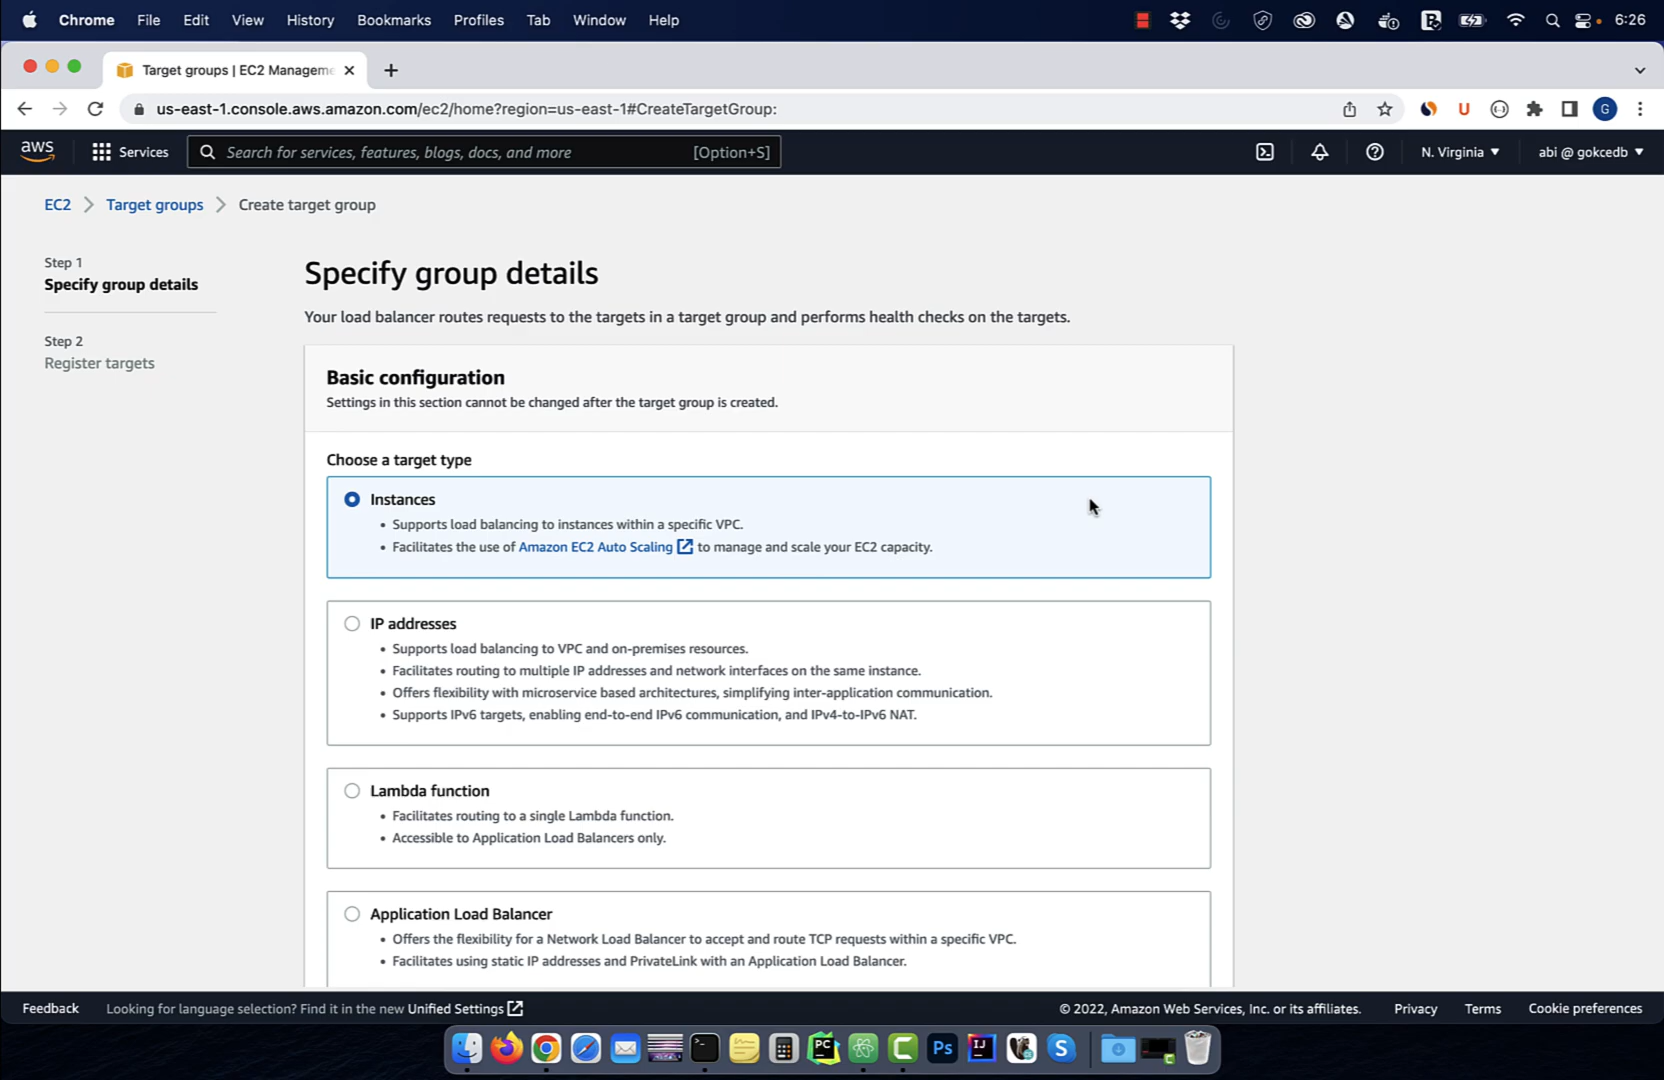 Chrome File Edit View History Bookmarks Profiles Tab Window Help 6:26
Target groups | EC2 Manageme
us-east-1.console.aws.amazon.com/ec2/home?region=us-east-1#CreateTargetGroup:
U G
aws Services Search for services, features, blogs, docs, and more [Option+S] N. Virginia abi @ gokcedb
EC2 Target groups Create target group
Step 1
Specify group details
Step 2
Register targets
Specify group details
Your load balancer routes requests to the targets in a target group and performs health checks on the targets.
Basic configuration
Settings in this section cannot be changed after the target group is created.
Choose a target type
Instances
• Supports load balancing to instances within a specific VPC.
• Facilitates the use of Amazon EC2 Auto Scaling to manage and scale your EC2 capacity.
IP addresses
• Supports load balancing to VPC and on-premises resources.
• Facilitates routing to multiple IP addresses and network interfaces on the same instance.
• Offers flexibility with microservice based architectures, simplifying inter-application communication.
• Supports IPv6 targets, enabling end-to-end IPv6 communication, and IPv4-to-IPv6 NAT.
Lambda function
• Facilitates routing to a single Lambda function.
• Accessible to Application Load Balancers only.
Application Load Balancer
• Offers the flexibility for a Network Load Balancer to accept and route TCP requests within a specific VPC.
• Facilitates using static IP addresses and PrivateLink with an Application Load Balancer.
Feedback Looking for language selection? Find it in the new Unified Settings © 2022, Amazon Web Services, Inc. or its affiliates. Privacy Terms Cookie preferences
PC Ps IJ S